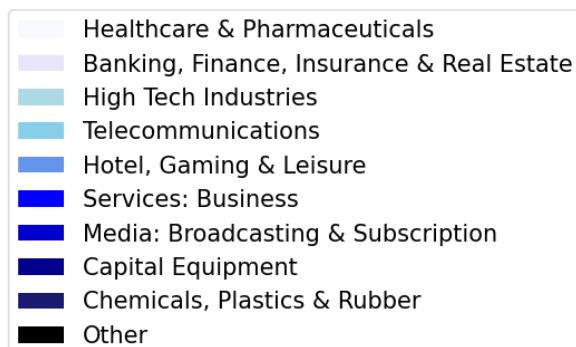 Healthcare & Pharmaceuticals
Banking, Finance, Insurance & Real Estate
High Tech Industries
Telecommunications
Hotel, Gaming & Leisure
Services: Business
Media: Broadcasting & Subscription
Capital Equipment
Chemicals, Plastics & Rubber
Other